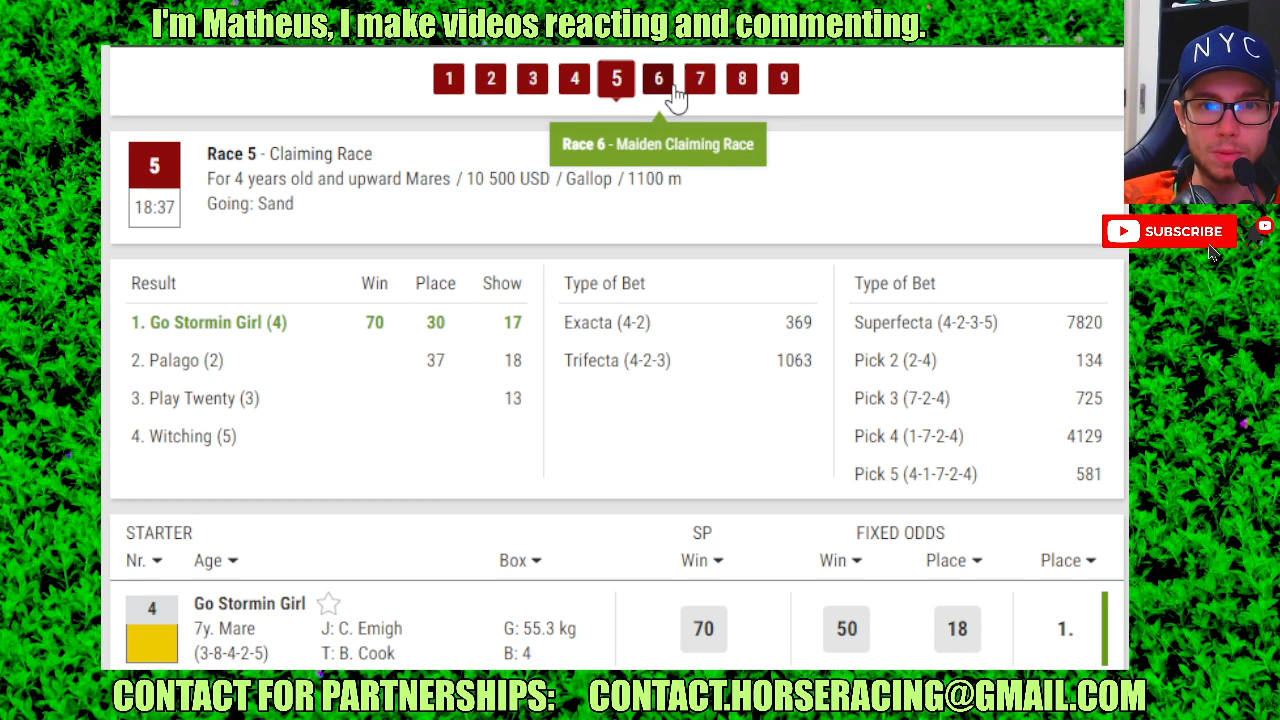 I'm Matheus, I make videos reacting and commenting.
NYC
1 2 3 4 5 6 7 8 9
Race 6 - Maiden Claiming Race
5
18:37
Race 5 - Claiming Race
For 4 years old and upward Mares / 10 500 USD / Gallop / 1100 m
Going: Sand
SUBSCRIBE
Result Win Place Show
1. Go Stormin Girl (4) 70 30 17
2. Palago (2) 37 18
3. Play Twenty (3) 13
4. Witching (5)
Type of Bet
Exacta (4-2) 369
Trifecta (4-2-3) 1063
Type of Bet
Superfecta (4-2-3-5) 7820
Pick 2 (2-4) 134
Pick 3 (7-2-4) 725
Pick 4 (1-7-2-4) 4129
Pick 5 (4-1-7-2-4) 581
STARTER SP FIXED ODDS
Nr. Age Box Win Win Place Place
4 Go Stormin Girl
7y. Mare J: C. Emigh G: 55.3 kg 70 50 18 1.
(3-8-4-2-5) T: B. Cook B: 4
CONTACT FOR PARTNERSHIPS: CONTACT.HORSERACING@GMAIL.COM